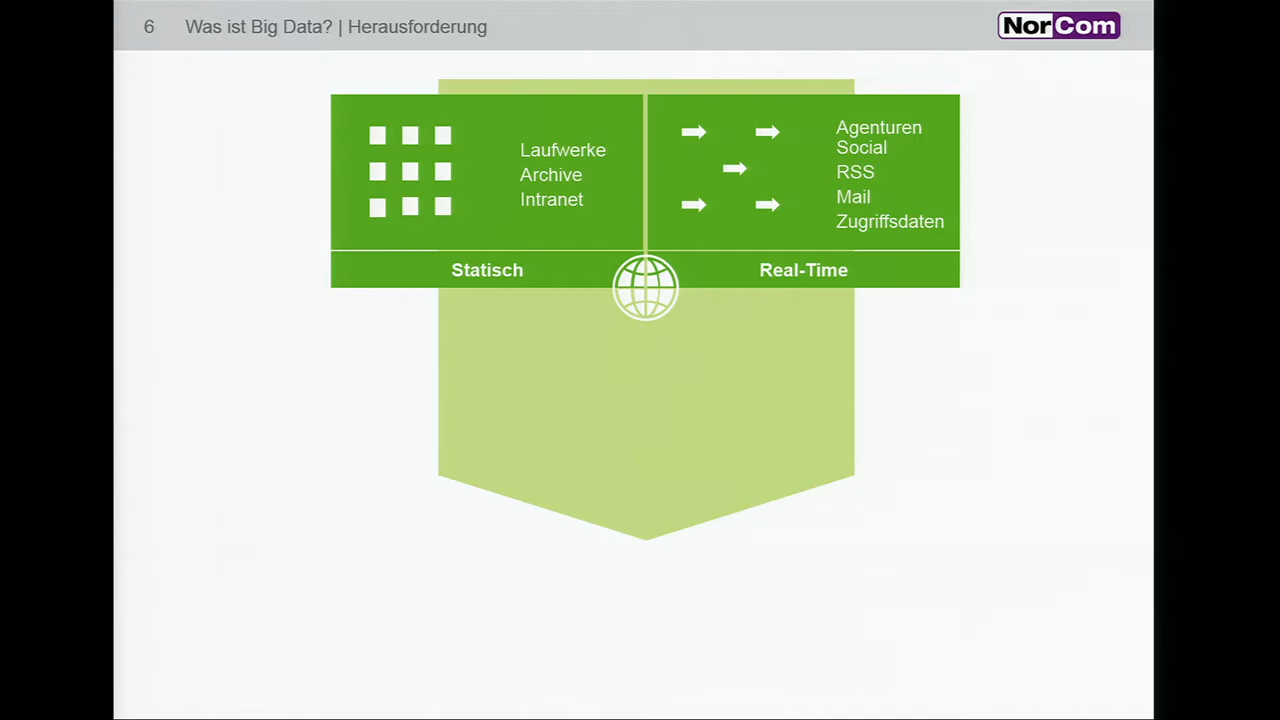 6 Was ist Big Data? | Herausforderung
NorCom
Laufwerke
Archive
Intranet
Statisch
Agenturen
Social
RSS
Mail
Zugriffsdaten
Real-Time